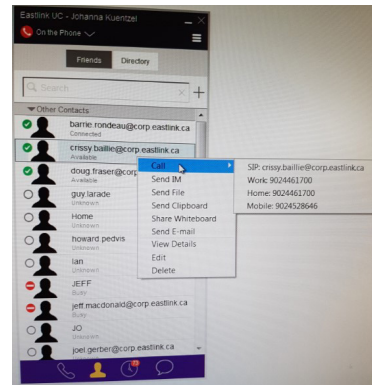 Eastlink UC - Johanna Kuentzel
On the Phone
Friends
Directory
Search
Other Contacts
barrie.rondeau@corp.eastlink.ca
Connected
crissy.baillie@corp.eastlink.ca
Available
doug.fraser@corp
Available
guy.larade
Unknown
Home
Unknown
howard pedvis
Unknown
Ian
Unknown
JEFF
Busy
jeff.macdonald@corp.eastlink.ca
Busy
JO
Unknown
joel.gerber@corp.eastlink.ca
Call
Send IM
Send File
Send Clipboard
Share Whiteboard
Send E-mail
View Details
Edit
Delete
SIP: crissy.baillie@corp.eastlink.ca
Work: 9024461700
Home: 9024461700
Mobile: 9024528646